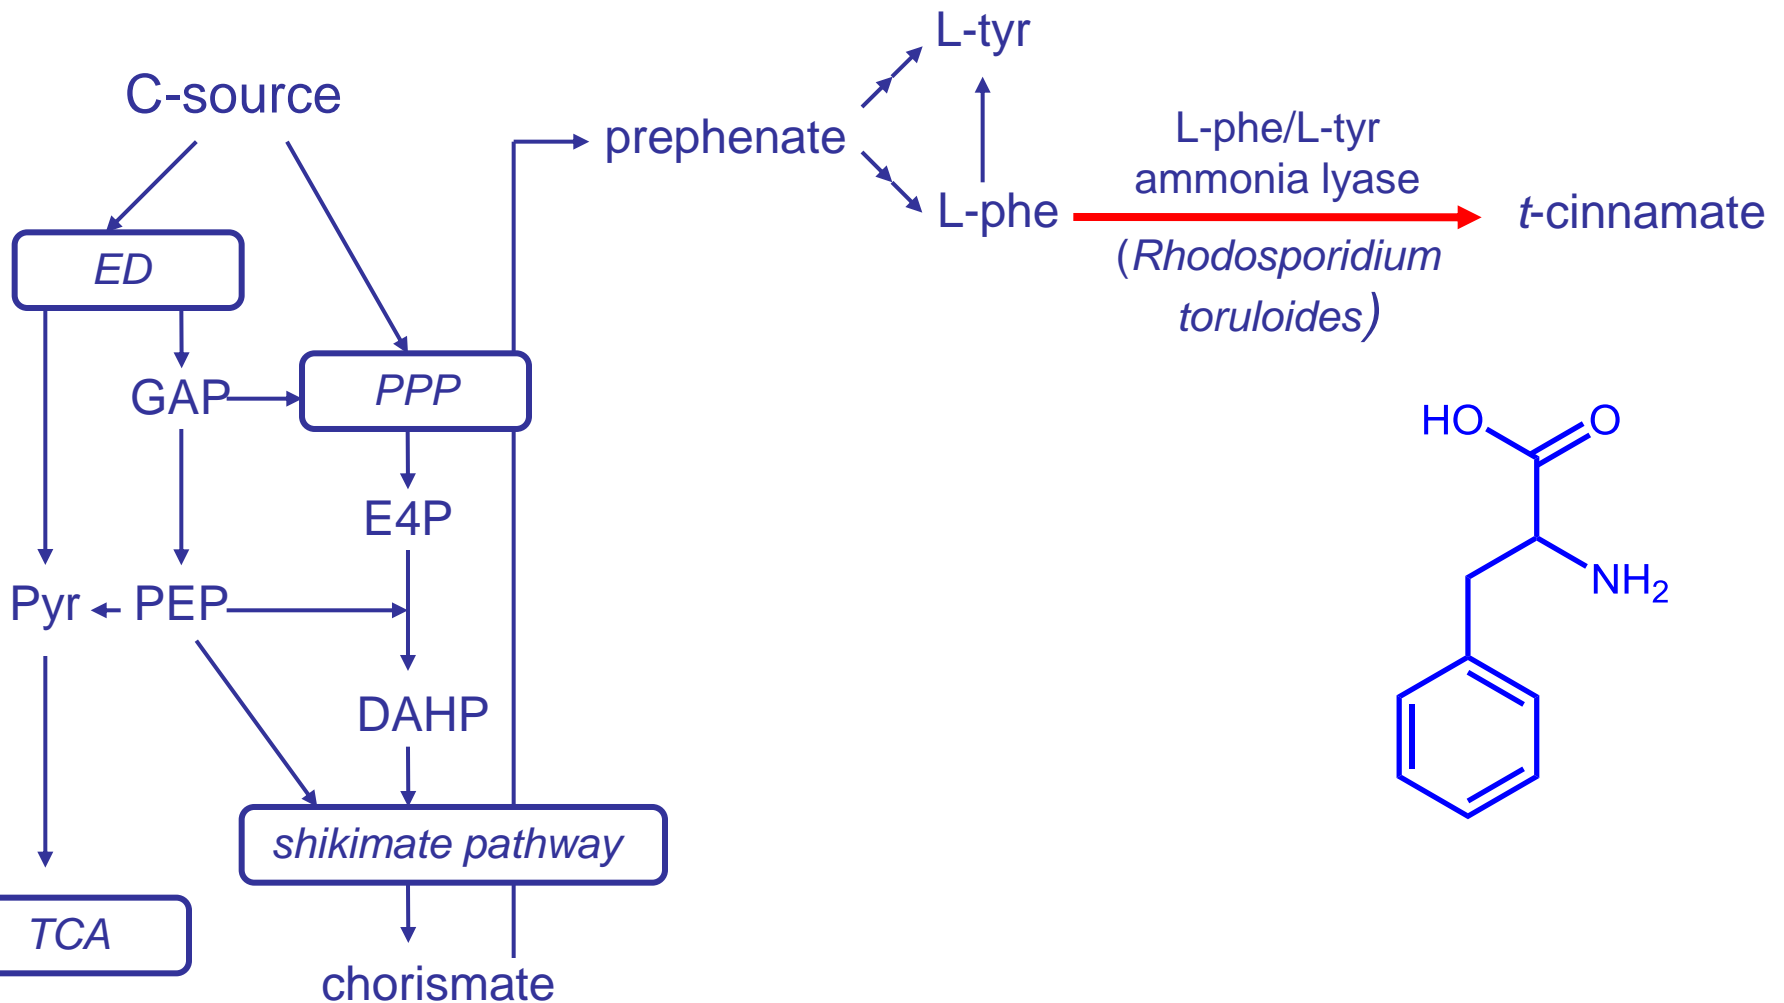 L-tyr
C-source
prephenate
L-phe/L-tyr
ammonia lyase
L-phe
t-cinnamate
(Rhodosporidium
toruloides)
ED
GAP
PPP
HO
O
NH2
E4P
Pyr
PEP
DAHP
shikimate pathway
TCA
chorismate